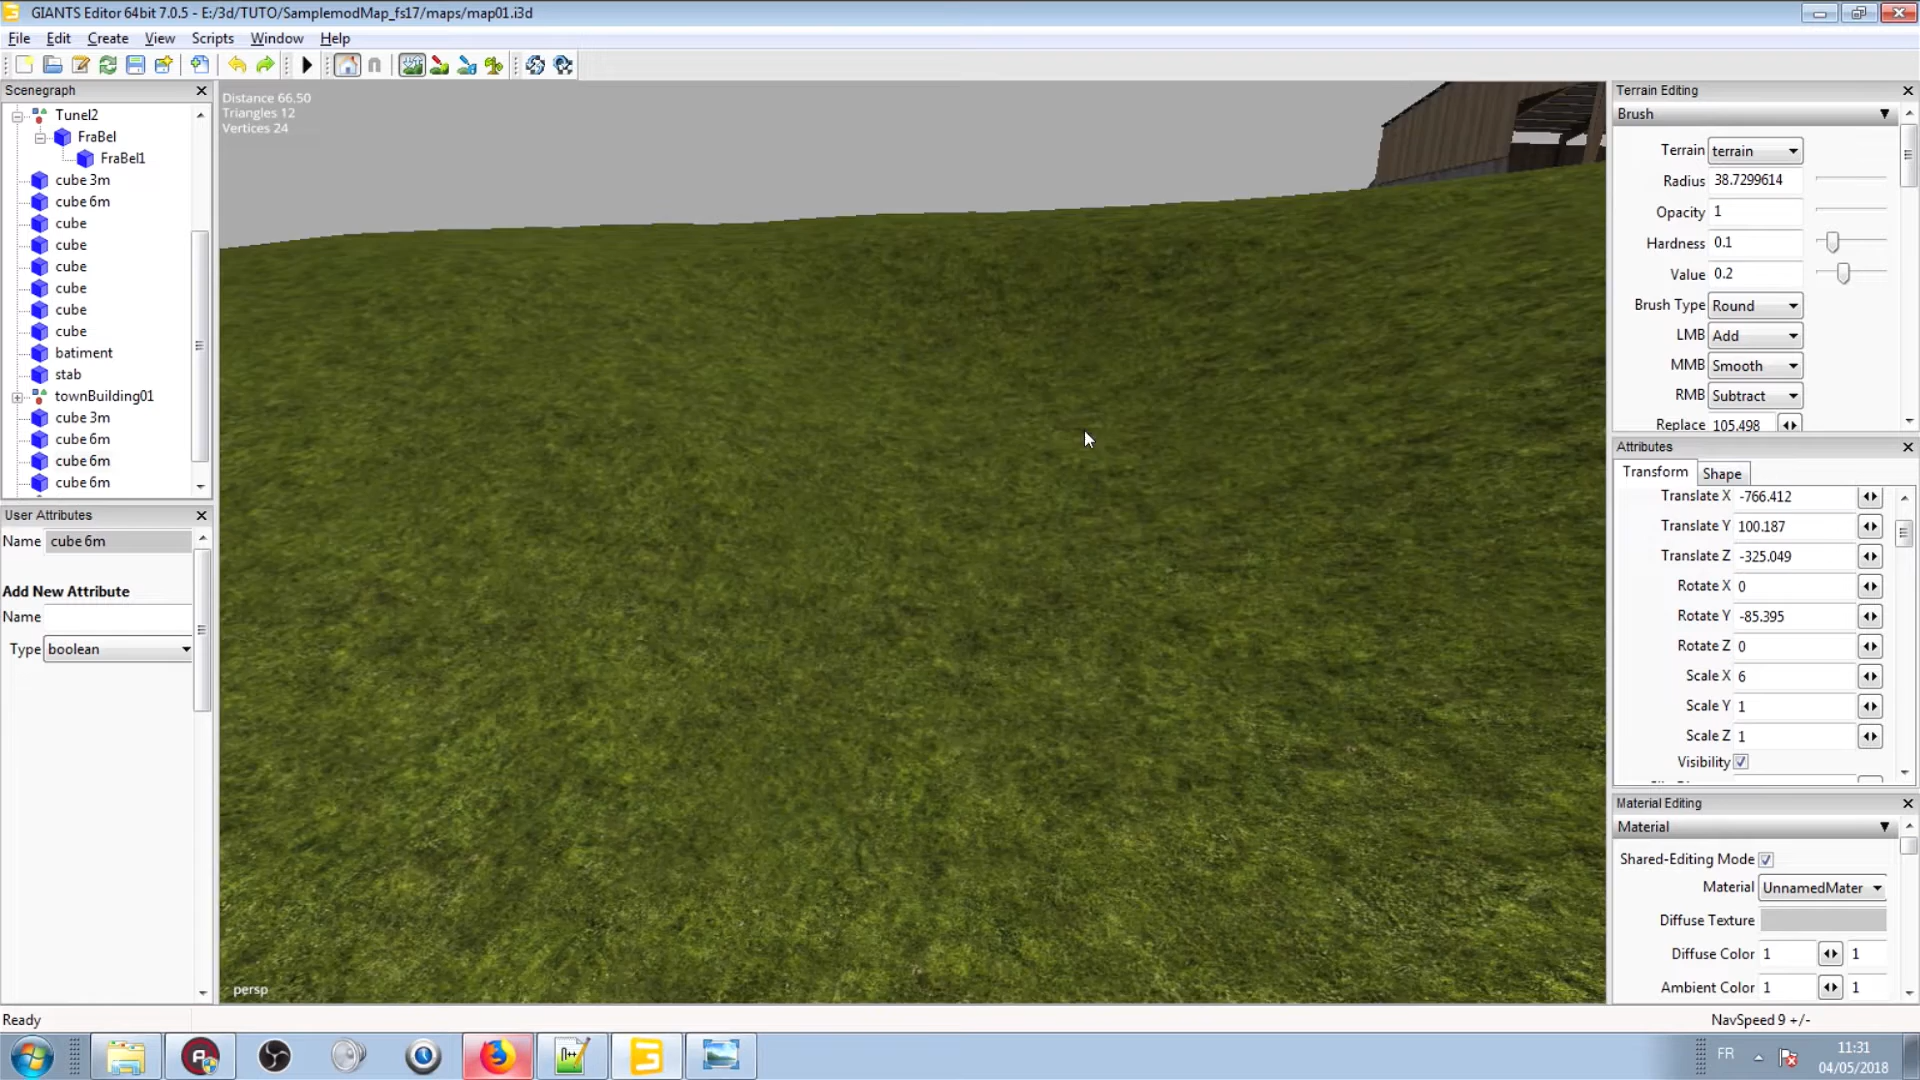 GIANTS Editor 64bit 7.0.5 - E:/3d/TUTO/SamplemodMap_fs17/maps/map01.i3d
File Edit Create View Scripts Window Help
Scenegraph
Tunel2
FraBel
FraBel1
cube 3m
cube 6m
cube
cube
cube
cube
cube
cube
batiment
stab
townBuilding01
cube 3m
cube 6m
cube 6m
cube 6m
User Attributes
Name cube 6m
Add New Attribute
Name
Type boolean
Distance 66.50
Triangles 12
Vertices 24
persp
Terrain Editing
Brush
Terrain terrain
Radius 38.7299614
Opacity 1
Hardness 0.1
Value 0.2
Brush Type Round
LMB Add
MMB Smooth
RMB Subtract
Replace 105.498
Attributes
Transform Shape
Translate X -766.412
Translate Y 100.187
Translate Z -325.049
Rotate X 0
Rotate Y -85.395
Rotate Z 0
Scale X 6
Scale Y 1
Scale Z 1
Visibility
Material Editing
Material
Shared-Editing Mode
Material UnnamedMater
Diffuse Texture
Diffuse Color 1 1
Ambient Color 1 1
Ready
NavSpeed 9 +/-
FR
11:31
04/05/2018